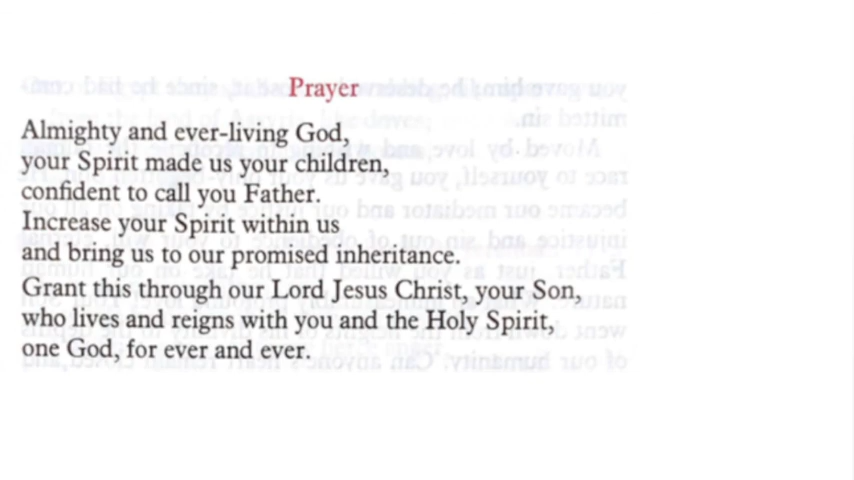 Prayer
Almighty and ever-living God,
your Spirit made us your children,
confident to call you Father.
Increase your Spirit within us
and bring us to our promised inheritance.
Grant this through our Lord Jesus Christ, your Son,
who lives and reigns with you and the Holy Spirit,
one God, for ever and ever.